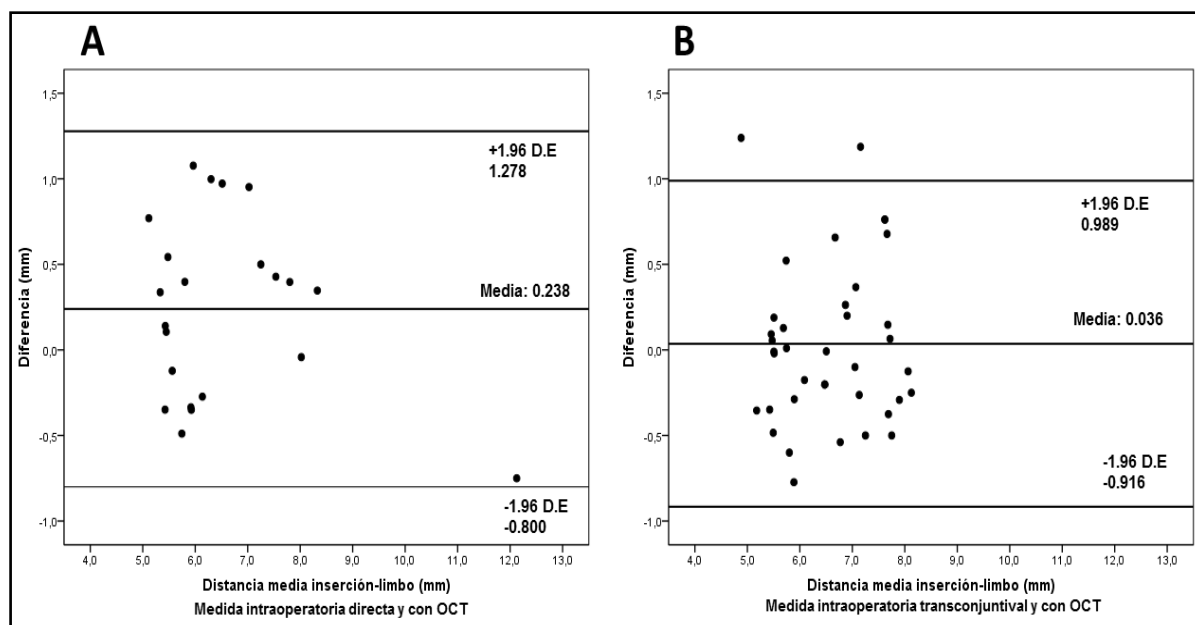 A
1,5
+1.96 D.E
1.278
1,0
Diferencia (mm)
0,5
Media: 0.238
0,0
-0,5
-1.96 D.E
-0.800
-1,0
4,0 5,0 6,0 7,0 8,0 9,0 10,0 11,0 12,0 13,0
Distancia media inserción-limbo (mm)
Medida intraoperatoria directa y con OCT
B
1,5
1,0
+1.96 D.E
0.989
Diferencia (mm)
0,5
Media: 0.036
0,0
-0,5
-1.96 D.E
-0.916
-1,0
4,0 5,0 6,0 7,0 8,0 9,0 10,0 11,0 12,0 13,0
Distancia media inserción-limbo (mm)
Medida intraoperatoria transconjuntival y con OCT